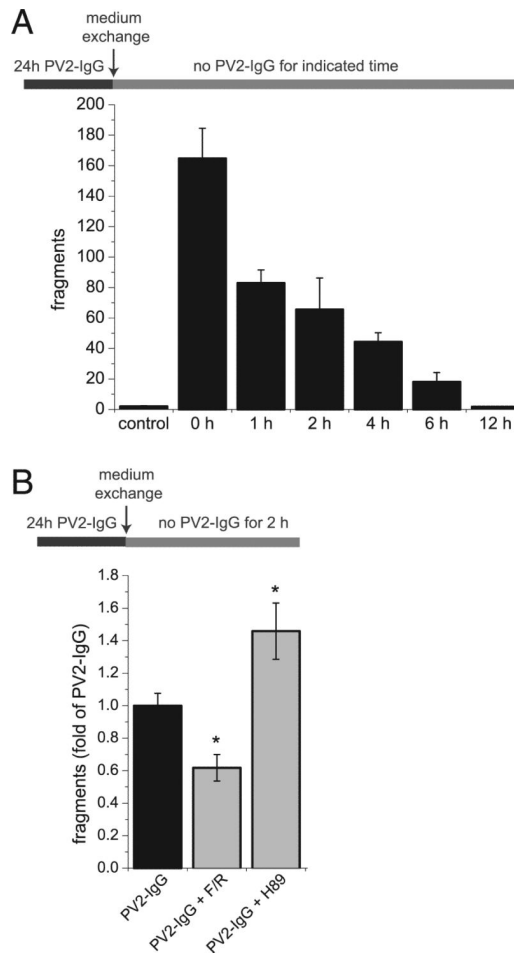 A
medium
exchange
24h PV2-IgG
no PV2-IgG for indicated time
200
180
160
140
120
100
80
60
40
20
0
fragments
control 0 h 1 h 2 h 4 h 6 h 12 h
B
medium
exchange
24h PV2-IgG
no PV2-IgG for 2 h
1.8
1.6
1.4
1.2
1.0
0.8
0.6
0.4
0.2
0.0
fragments (fold of PV2-IgG)
*
*
PV2-IgG
PV2-IgG + F/R
PV2-IgG + H89